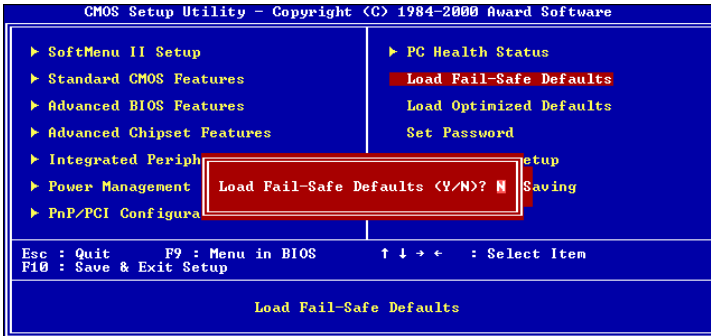 CMOS Setup Utility - Copyright (C) 1984-2000 Award Software
► SoftMenu II Setup
► Standard CMOS Features
► Advanced BIOS Features
► Advanced Chipset Features
► Integrated Periph
► Power Management
► PnP/PCI Configura
► PC Health Status
Load Fail-Safe Defaults
Load Optimized Defaults
Set Password
etup
Saving
Load Fail-Safe Defaults (Y/N)? N
Esc : Quit F9 : Menu in BIOS ↑ ↓ → ← : Select Item
F10 : Save & Exit Setup
Load Fail-Safe Defaults